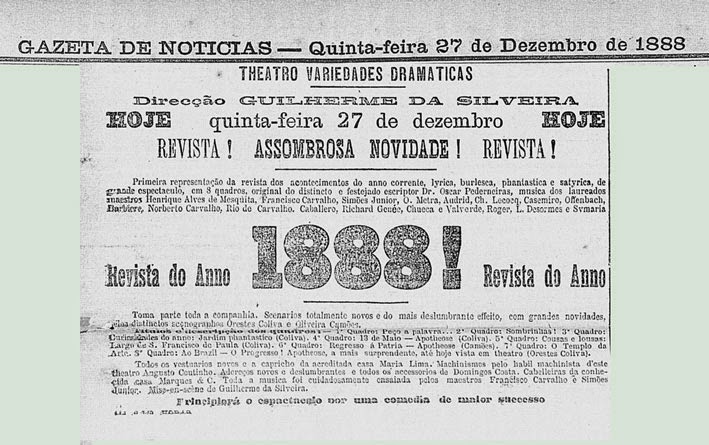 GAZETA DE NOTICIAS — Quinta-feira 27 de Dezembro de 1888
THEATRO VARIEDADES DRAMATICAS
Direcção GUILHERME DA SILVEIRA
HOJE quinta-feira 27 de dezembro HOJE
REVISTA ! ASSOMBROSA NOVIDADE ! REVISTA !
Primeira representação da revista dos acontecimentos do anno corrente, lyrica, burlesca, phantastica e satyrica, de
grande espectaculo, em 8 quadros, original do distincto e festejado escriptor Dr. Oscar Pederneiras, musica dos laureados
maestros Henrique Alves de Mesquita, Francisco Carvalho, Simões Junior, O. Metra, Audrid, Ch. Lecocq, Casemiro, Offenbach,
Barbiere, Norberto Carvalho, Rio do Carvalho, Caballero, Richard Genée, Chueca e Valverde, Roger, L. Desormes e Symaria
Revista do Anno 1888! Revista do Anno
Toma parte toda a companhia. Scenarios totalmente novos e do mais deslumbrante effeito, com grandes novidades,
pelos distinctos scenographos Orestes Coliva e Oliveira Camões.
Titulos e descripção dos quadros: — 1º Quadro: Peço a palavra... 2º Quadro: Sombrinhas! 3º Quadro:
Curiosidades do anno: Jardim phantastico (Coliva). 4º Quadro: 13 de Maio — Apotheose (Coliva). 5º Quadro: Cousas e lousas:
Largo de S. Francisco de Paula (Coliva). 6º Quadro: Regresso á Patria — Apotheose (Camões). 7º Quadro: O Templo da
Arte. 8º Quadro: Ao Brazil — O Progresso! Apotheose, a mais surprendente, até hoje vista em theatro (Orestes Coliva).
Todos os vestuarios novos e a capricho da acreditada casa Maria Lima. Machinismos pelo habil machinista d'este
theatro Augusto Coutinho. Adereços novos e deslumbrantes e todos os accessorios de Domingos Costa. Cabelleiras da conhe-
cida casa Marques & C. Toda a musica foi cuidadosamente ensaiada pelos maestros Francisco Carvalho e Simões
Junior. Mise-en-scène de Guilherme da Silveira.
Principiará o espectaculo por uma comedia de maior successo